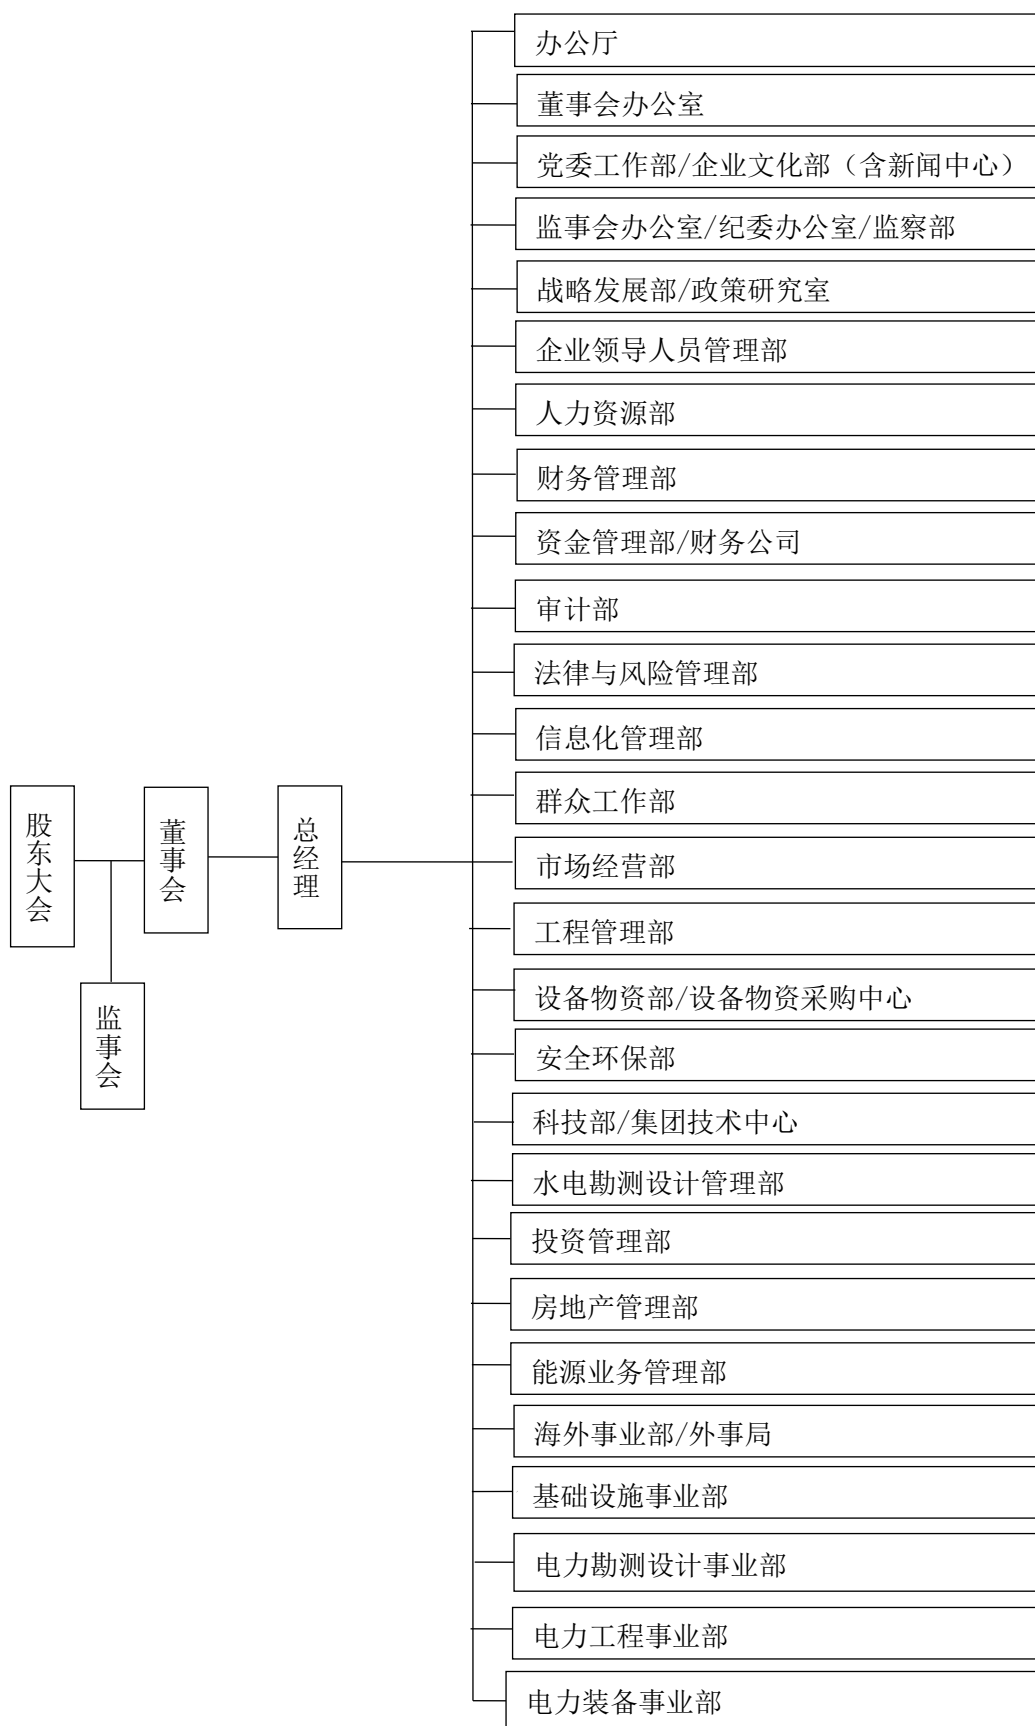 办公厅
董事会办公室
党委工作部/企业文化部（含新闻中心）
监事会办公室/纪委办公室/监察部
战略发展部/政策研究室
企业领导人员管理部
人力资源部
财务管理部
资金管理部/财务公司
审计部
法律与风险管理部
信息化管理部
群众工作部
股东大会
董事会
总经理
监事会
市场经营部
工程管理部
设备物资部/设备物资采购中心
安全环保部
科技部/集团技术中心
水电勘测设计管理部
投资管理部
房地产管理部
能源业务管理部
海外事业部/外事局
基础设施事业部
电力勘测设计事业部
电力工程事业部
电力装备事业部